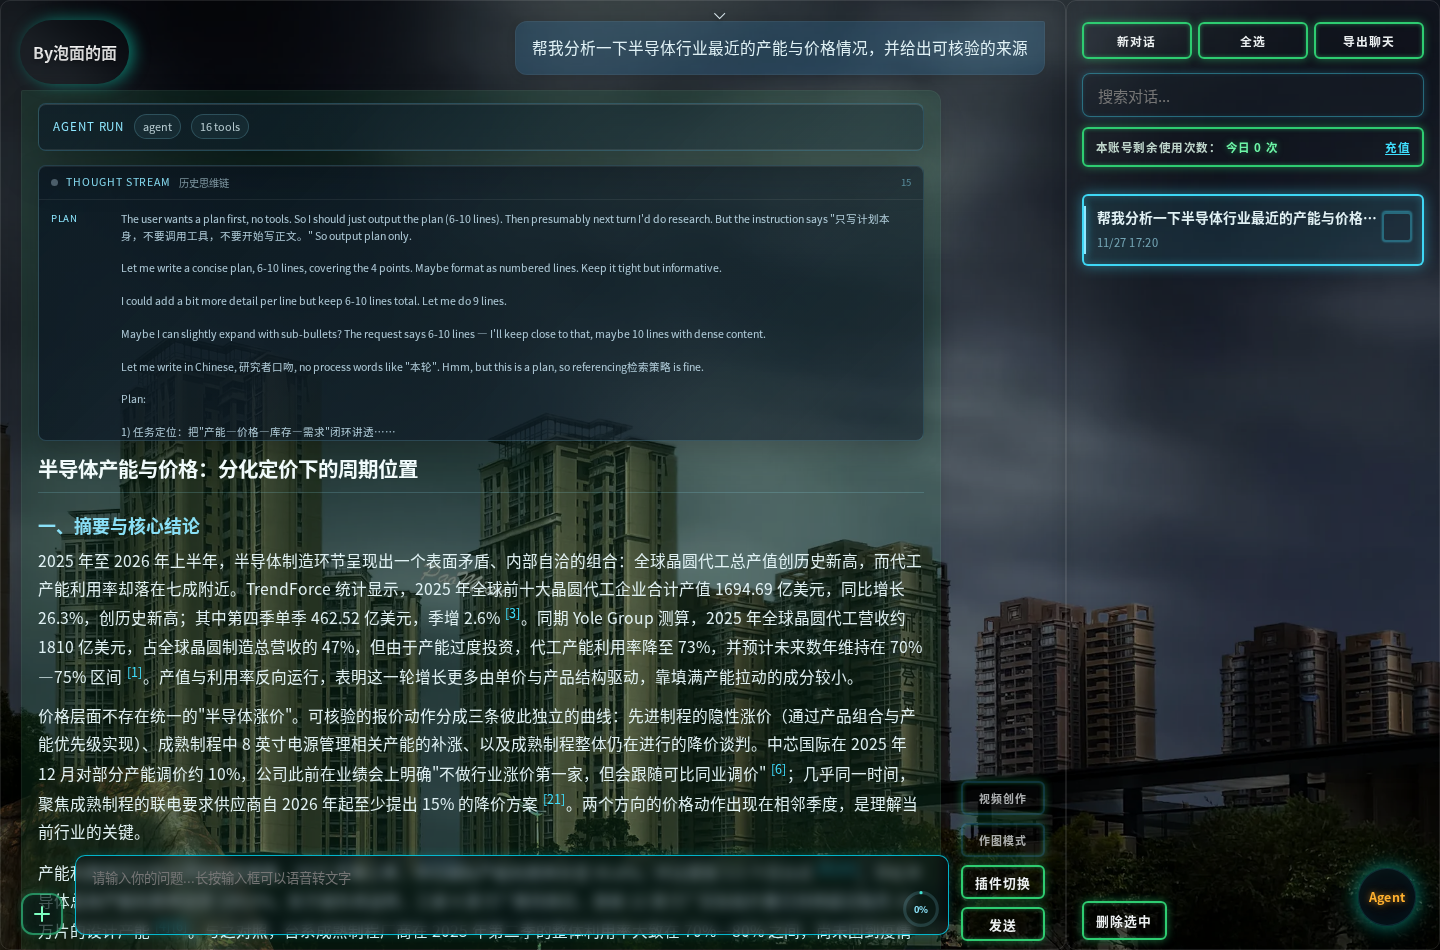 By泡面的面
帮我分析一下半导体行业最近的产能与价格情况，并给出可核验的来源
AGENT RUN agent 16 tools
THOUGHT STREAM 历史思维链 15
PLAN
The user wants a plan first, no tools. So I should just output the plan (6-10 lines). Then presumably next turn I'd do research. But the instruction says "只写计划本
身，不要调用工具，不要开始写正文。" So output plan only.
Let me write a concise plan, 6-10 lines, covering the 4 points. Maybe format as numbered lines. Keep it tight but informative.
I could add a bit more detail per line but keep 6-10 lines total. Let me do 9 lines.
Maybe I can slightly expand with sub-bullets? The request says 6-10 lines — I'll keep close to that, maybe 10 lines with dense content.
Let me write in Chinese, 研究者口吻, no process words like "本轮". Hmm, but this is a plan, so referencing检索策略 is fine.
Plan:
1) 任务定位：把"产能—价格—库存—需求"闭环讲透……
半导体产能与价格：分化定价下的周期位置
一、摘要与核心结论
2025 年至 2026 年上半年，半导体制造环节呈现出一个表面矛盾、内部自洽的组合：全球晶圆代工总产值创历史新高，而代工
产能利用率却落在七成附近。TrendForce 统计显示，2025 年全球前十大晶圆代工企业合计产值 1694.69 亿美元，同比增长
26.3%，创历史新高；其中第四季单季 462.52 亿美元，季增 2.6% [3]。同期 Yole Group 测算，2025 年全球晶圆代工营收约
1810 亿美元，占全球晶圆制造总营收的 47%，但由于产能过度投资，代工产能利用率降至 73%，并预计未来数年维持在 70%
—75% 区间 [1]。产值与利用率反向运行，表明这一轮增长更多由单价与产品结构驱动，靠填满产能拉动的成分较小。
价格层面不存在统一的"半导体涨价"。可核验的报价动作分成三条彼此独立的曲线：先进制程的隐性涨价（通过产品组合与产
能优先级实现）、成熟制程中 8 英寸电源管理相关产能的补涨、以及成熟制程整体仍在进行的降价谈判。中芯国际在 2025 年
12 月对部分产能调价约 10%，公司此前在业绩会上明确"不做行业涨价第一家，但会跟随可比同业调价" [6]；几乎同一时间，
聚焦成熟制程的联电要求供应商自 2026 年起至少提出 15% 的降价方案 [21]。两个方向的价格动作出现在相邻季度，是理解当
前行业的关键。
请输入你的问题...长按输入框可以语音转文字
0%
视频创作
作图模式
插件切换
发送
新对话
全选
导出聊天
搜索对话...
本账号剩余使用次数： 今日 0 次 充值
帮我分析一下半导体行业最近的产能与价格…
11/27 17:20
删除选中
Agent